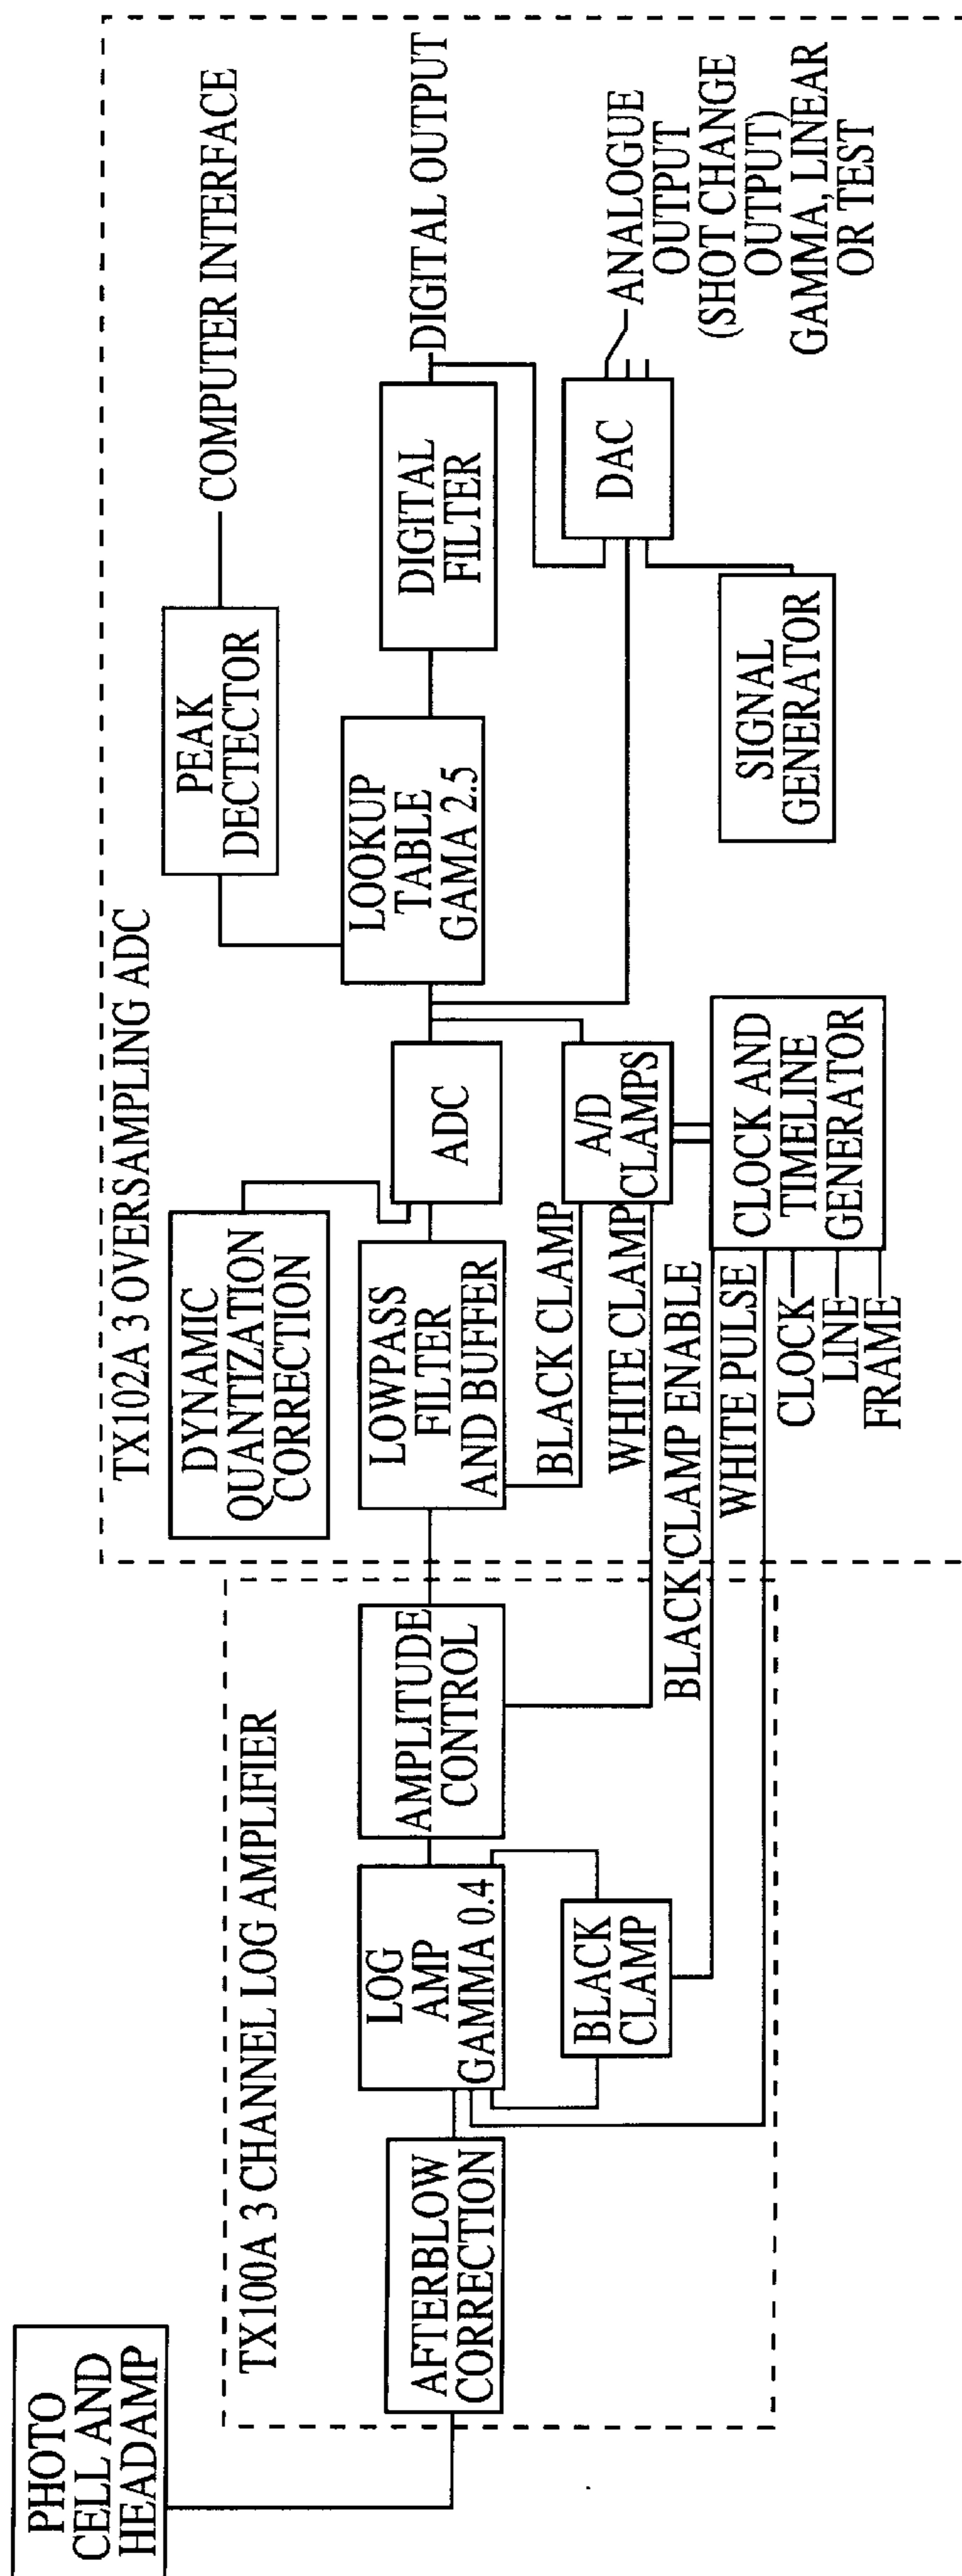 PHOTO
CELL AND
HEADAMP
TX100A 3 CHANNEL LOG AMPLIFIER
AFTERBLOW
CORRECTION
LOG
AMP
GAMMA 0.4
BLACK
CLAMP
AMPLITUDE
CONTROL
TX102A 3 OVERSAMPLING ADC
DYNAMIC
QUANTIZATION
CORRECTION
LOWPASS
FILTER
AND BUFFER
BLACK CLAMP
WHITE CLAMP
BLACK CLAMP ENABLE
WHITE PULSE
CLOCK
LINE
FRAME
ADC
A/D
CLAMPS
CLOCK AND
TIMELINE
GENERATOR
PEAK
DECTECTOR
COMPUTER INTERFACE
LOOKUP
TABLE
GAMA 2.5
DIGITAL
FILTER
DIGITAL OUTPUT
SIGNAL
GENERATOR
DAC
ANALOGUE
OUTPUT
(SHOT CHANGE
OUTPUT)
GAMMA, LINEAR
OR TEST